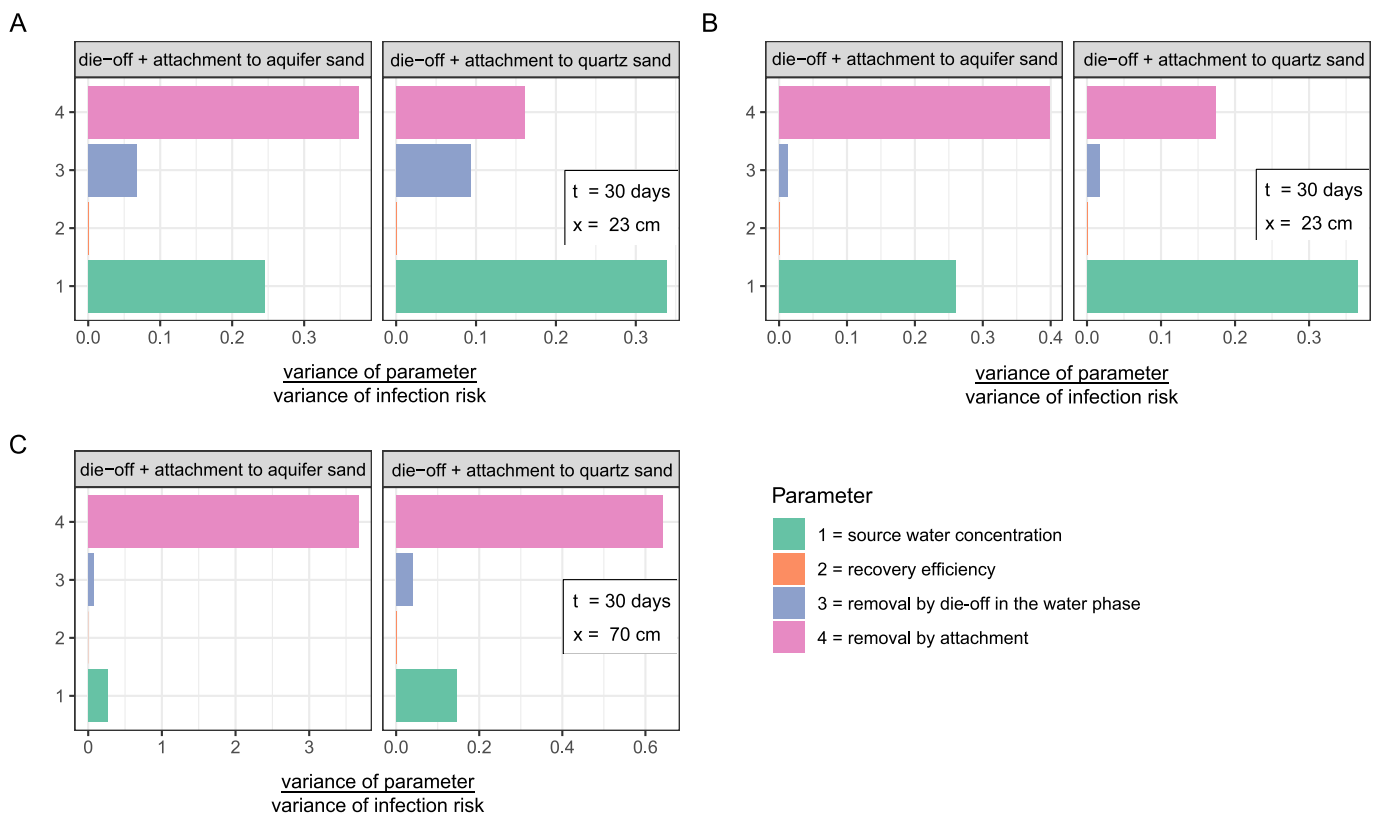 A
die−off + attachment to aquifer sand
die−off + attachment to quartz sand
4
3
2
1
t = 30 days
x = 23 cm
0.0 0.1 0.2 0.3
0.0 0.1 0.2 0.3
variance of parameter
variance of infection risk
B
die−off + attachment to aquifer sand
die−off + attachment to quartz sand
4
3
2
1
t = 30 days
x = 23 cm
0.0 0.1 0.2 0.3 0.4
0.0 0.1 0.2 0.3
variance of parameter
variance of infection risk
C
die−off + attachment to aquifer sand
die−off + attachment to quartz sand
4
3
2
1
t = 30 days
x = 70 cm
0 1 2 3
0.0 0.2 0.4 0.6
variance of parameter
variance of infection risk
Parameter
1 = source water concentration
2 = recovery efficiency
3 = removal by die-off in the water phase
4 = removal by attachment